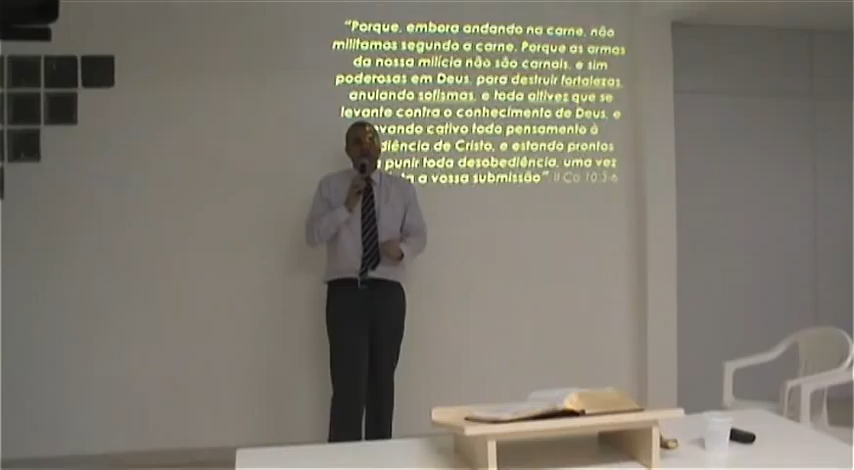 "Porque, embora andando na carne, não
militamos segundo a carne. Porque as armas
da nossa milícia não são carnais, e sim
poderosas em Deus, para destruir fortalezas,
anulando sofismas, e toda altivez que se
levante contra o conhecimento de Deus, e
vando cativo todo pensamento à
diência de Cristo, e estando prontos
punir toda desobediência, uma vez
a vossa submissão" II Co 10:3-6